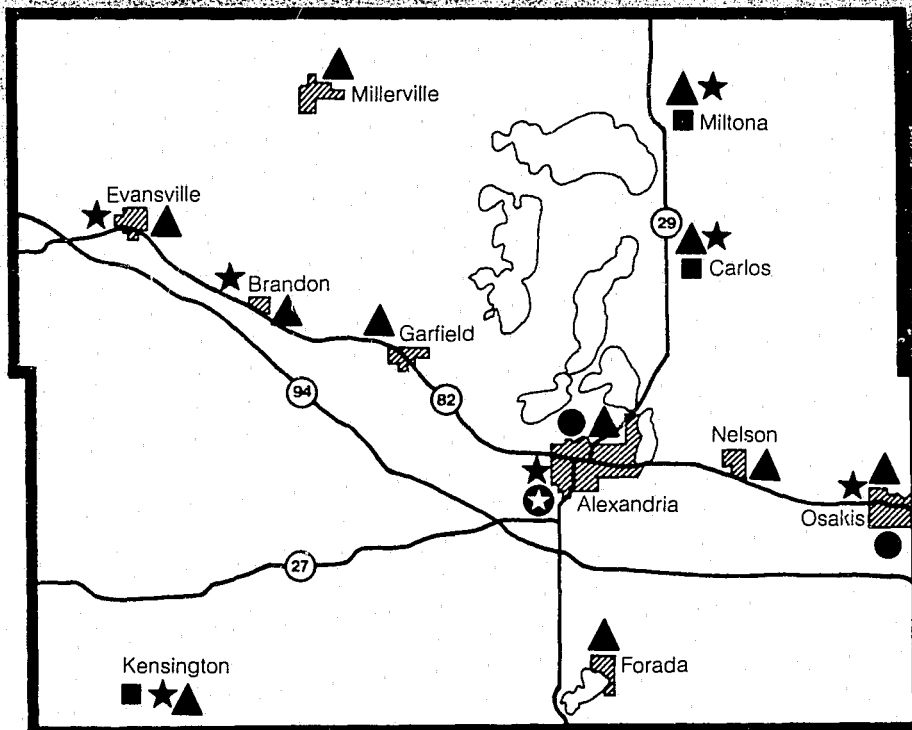 Millerville
Miltona
Evansville
29
Carlos
Brandon
Garfield
94
82
Nelson
Alexandria
Osakis
27
Kensington
Forada